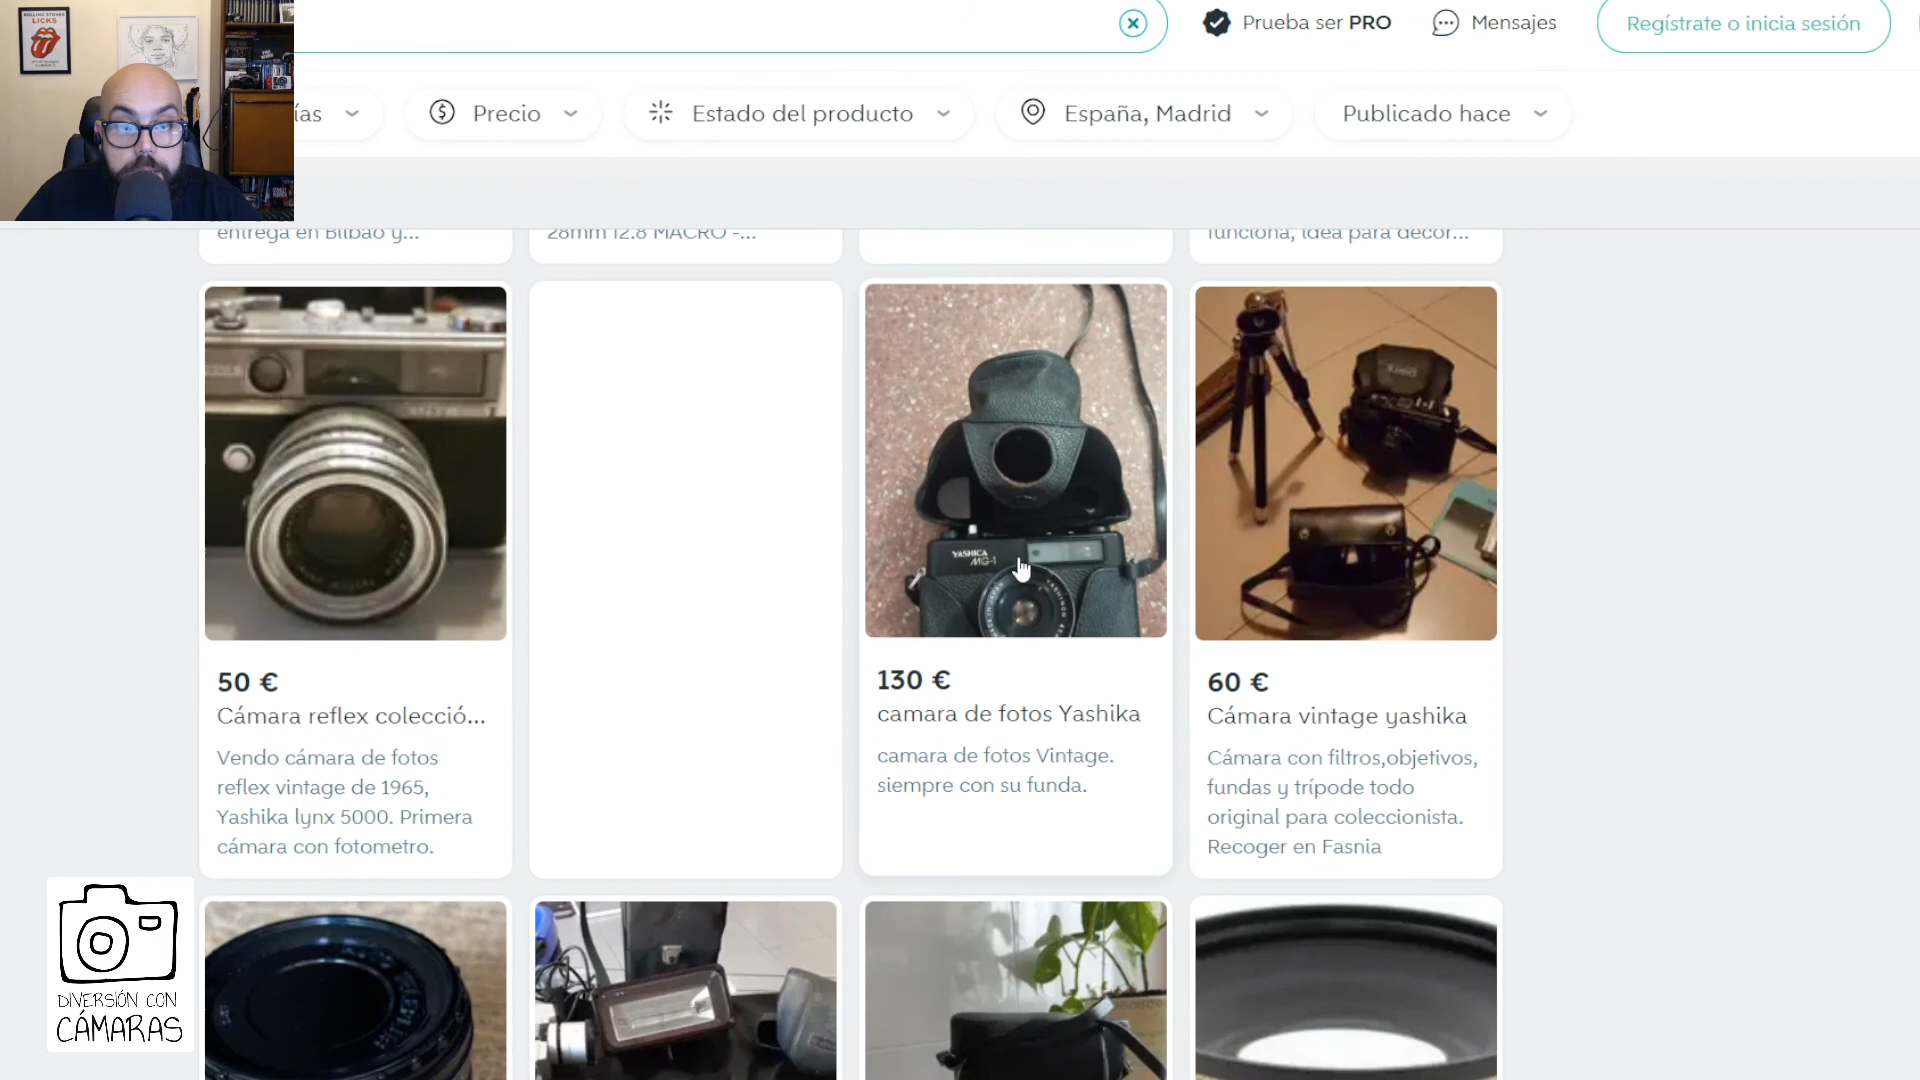 ROLLING STONES
LICKS
Prueba ser PRO
Mensajes
Regístrate o inicia sesión
ías
Precio
Estado del producto
España, Madrid
Publicado hace
entrega en Bilbao y...
28mm f2.8 MACRO -...
funciona, idea para decor...
YASHICA
MG-1
50 €
Cámara reflex colecció...
Vendo cámara de fotos
reflex vintage de 1965,
Yashika lynx 5000. Primera
cámara con fotometro.
130 €
camara de fotos Yashika
camara de fotos Vintage.
siempre con su funda.
60 €
Cámara vintage yashika
Cámara con filtros,objetivos,
fundas y trípode todo
original para coleccionista.
Recoger en Fasnia
DIVERSIÓN CON
CÁMARAS